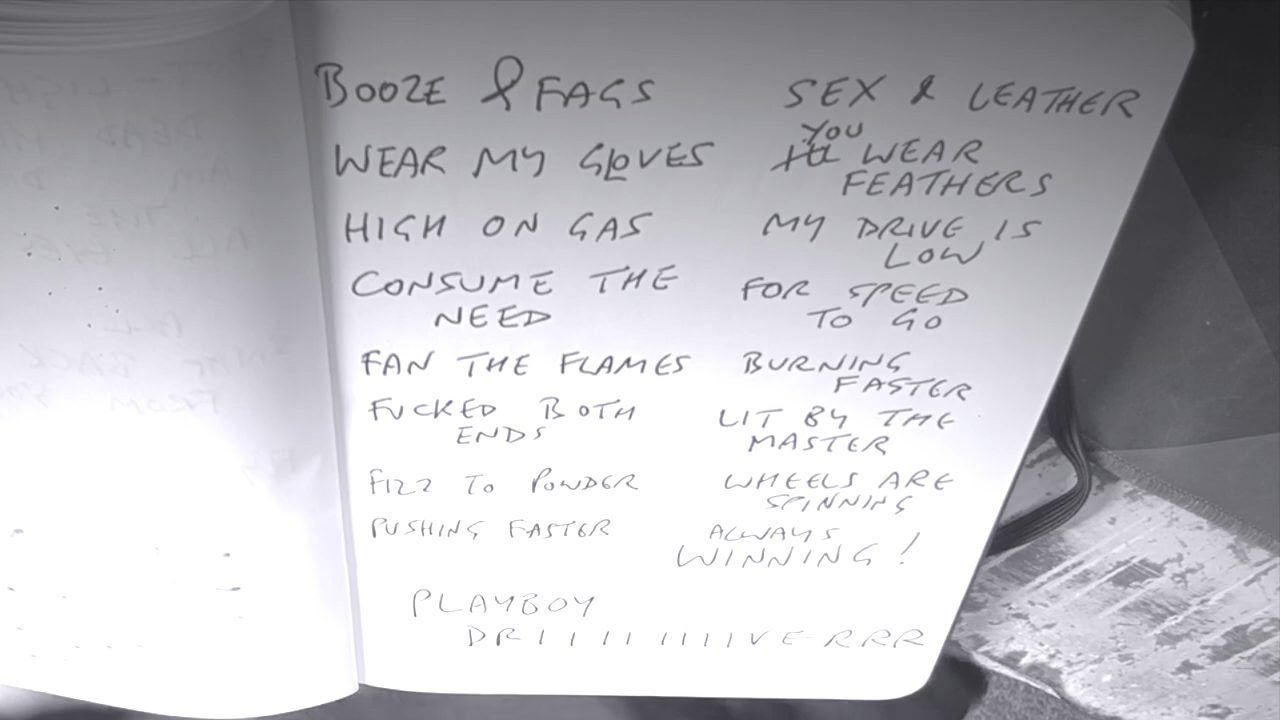 BOOZE & FAGS
WEAR MY GLOVES
HIGH ON GAS
CONSUME THE
NEED
FAN THE FLAMES
FUCKED BOTH
ENDS
FIZZ TO POWDER
PUSHING FASTER
SEX & LEATHER
YOU
WEAR
FEATHERS
MY DRIVE IS
LOW
FOR SPEED
TO GO
BURNING
FASTER
LIT BY THE
MASTER
WHEELS ARE
SPINNING
ALWAYS
WINNING!
PLAYBOY
DRIIIIIIIIIVERRR